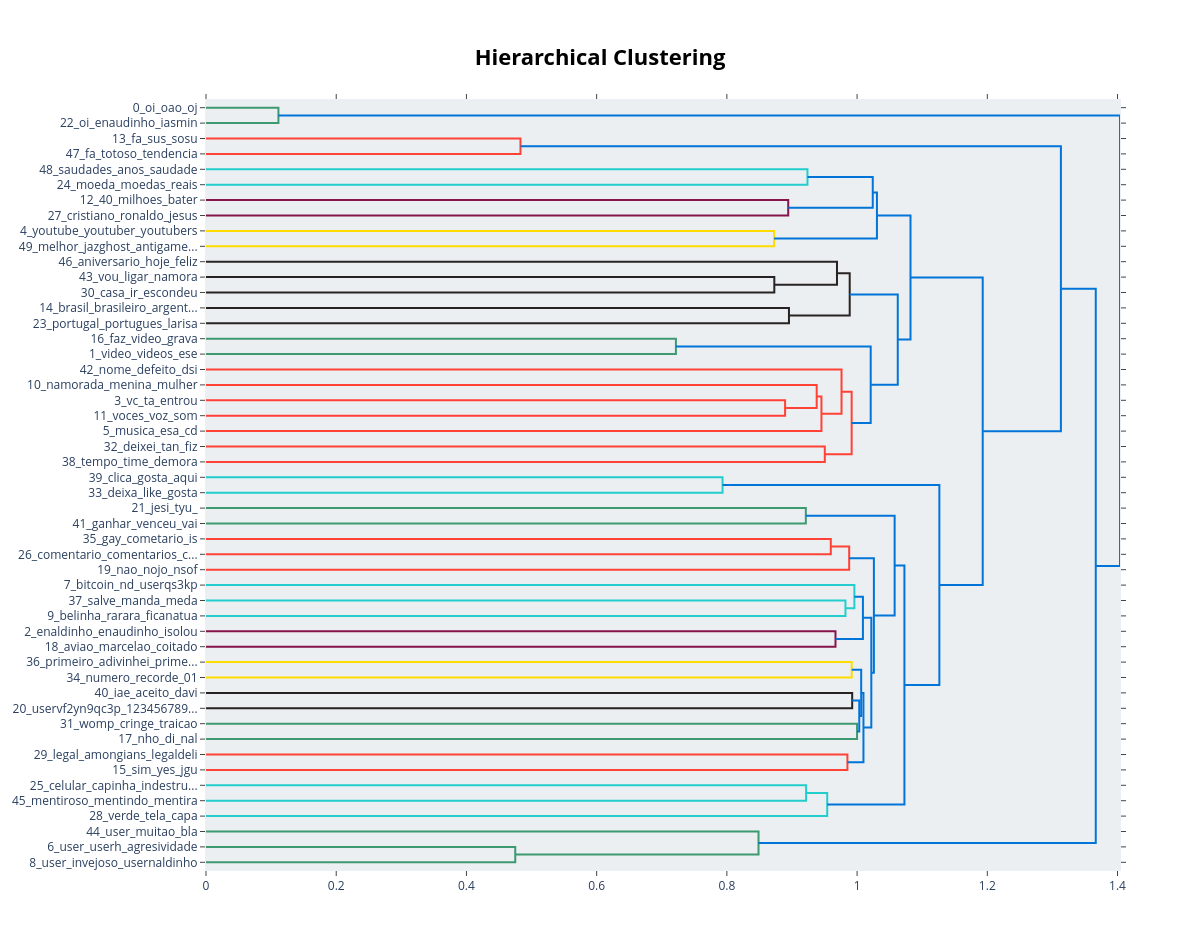 Hierarchical Clustering
0_oi_oao_oj
22_oi_enaudinho_iasmin
13_fa_sus_sosu
47_fa_totoso_tendencia
48_saudades_anos_saudade
24_moeda_moedas_reais
12_40_milhoes_bater
27_cristiano_ronaldo_jesus
4_youtube_youtuber_youtubers
49_melhor_jazghost_antigame...
46_aniversario_hoje_feliz
43_vou_ligar_namora
30_casa_ir_escondeu
14_brasil_brasileiro_argent...
23_portugal_portugues_larisa
16_faz_video_grava
1_video_videos_ese
42_nome_defeito_dsi
10_namorada_menina_mulher
3_vc_ta_entrou
11_voces_voz_som
5_musica_esa_cd
32_deixei_tan_fiz
38_tempo_time_demora
39_clica_gosta_aqui
33_deixa_like_gosta
21_jesi_tyu_
41_ganhar_venceu_vai
35_gay_cometario_is
26_comentario_comentarios_c...
19_nao_nojo_nsof
7_bitcoin_nd_userqs3kp
37_salve_manda_meda
9_belinha_rarara_ficanatua
2_enaldinho_enaudinho_isolou
18_aviao_marcelao_coitado
36_primeiro_adivinhei_prime...
34_numero_recorde_01
40_iae_aceito_davi
20_uservf2yn9qc3p_123456789...
31_womp_cringe_traicao
17_nho_di_nal
29_legal_amongians_legaldeli
15_sim_yes_jgu
25_celular_capinha_indestru...
45_mentiroso_mentindo_mentira
28_verde_tela_capa
44_user_muitao_bla
6_user_userh_agresividade
8_user_invejoso_usernaldinho
0 0.2 0.4 0.6 0.8 1 1.2 1.4